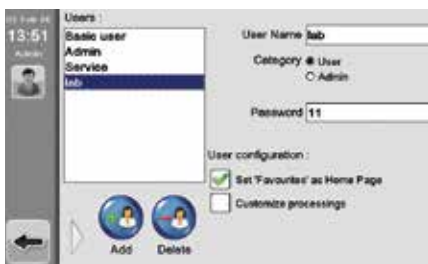 13:51
Admin
Users :
Basic user
Admin
Service
lab
Add
Delete
User Name lab
Category User
Admin
Password 11
User configuration :
Set 'Favourites' as Home Page
Customize processings